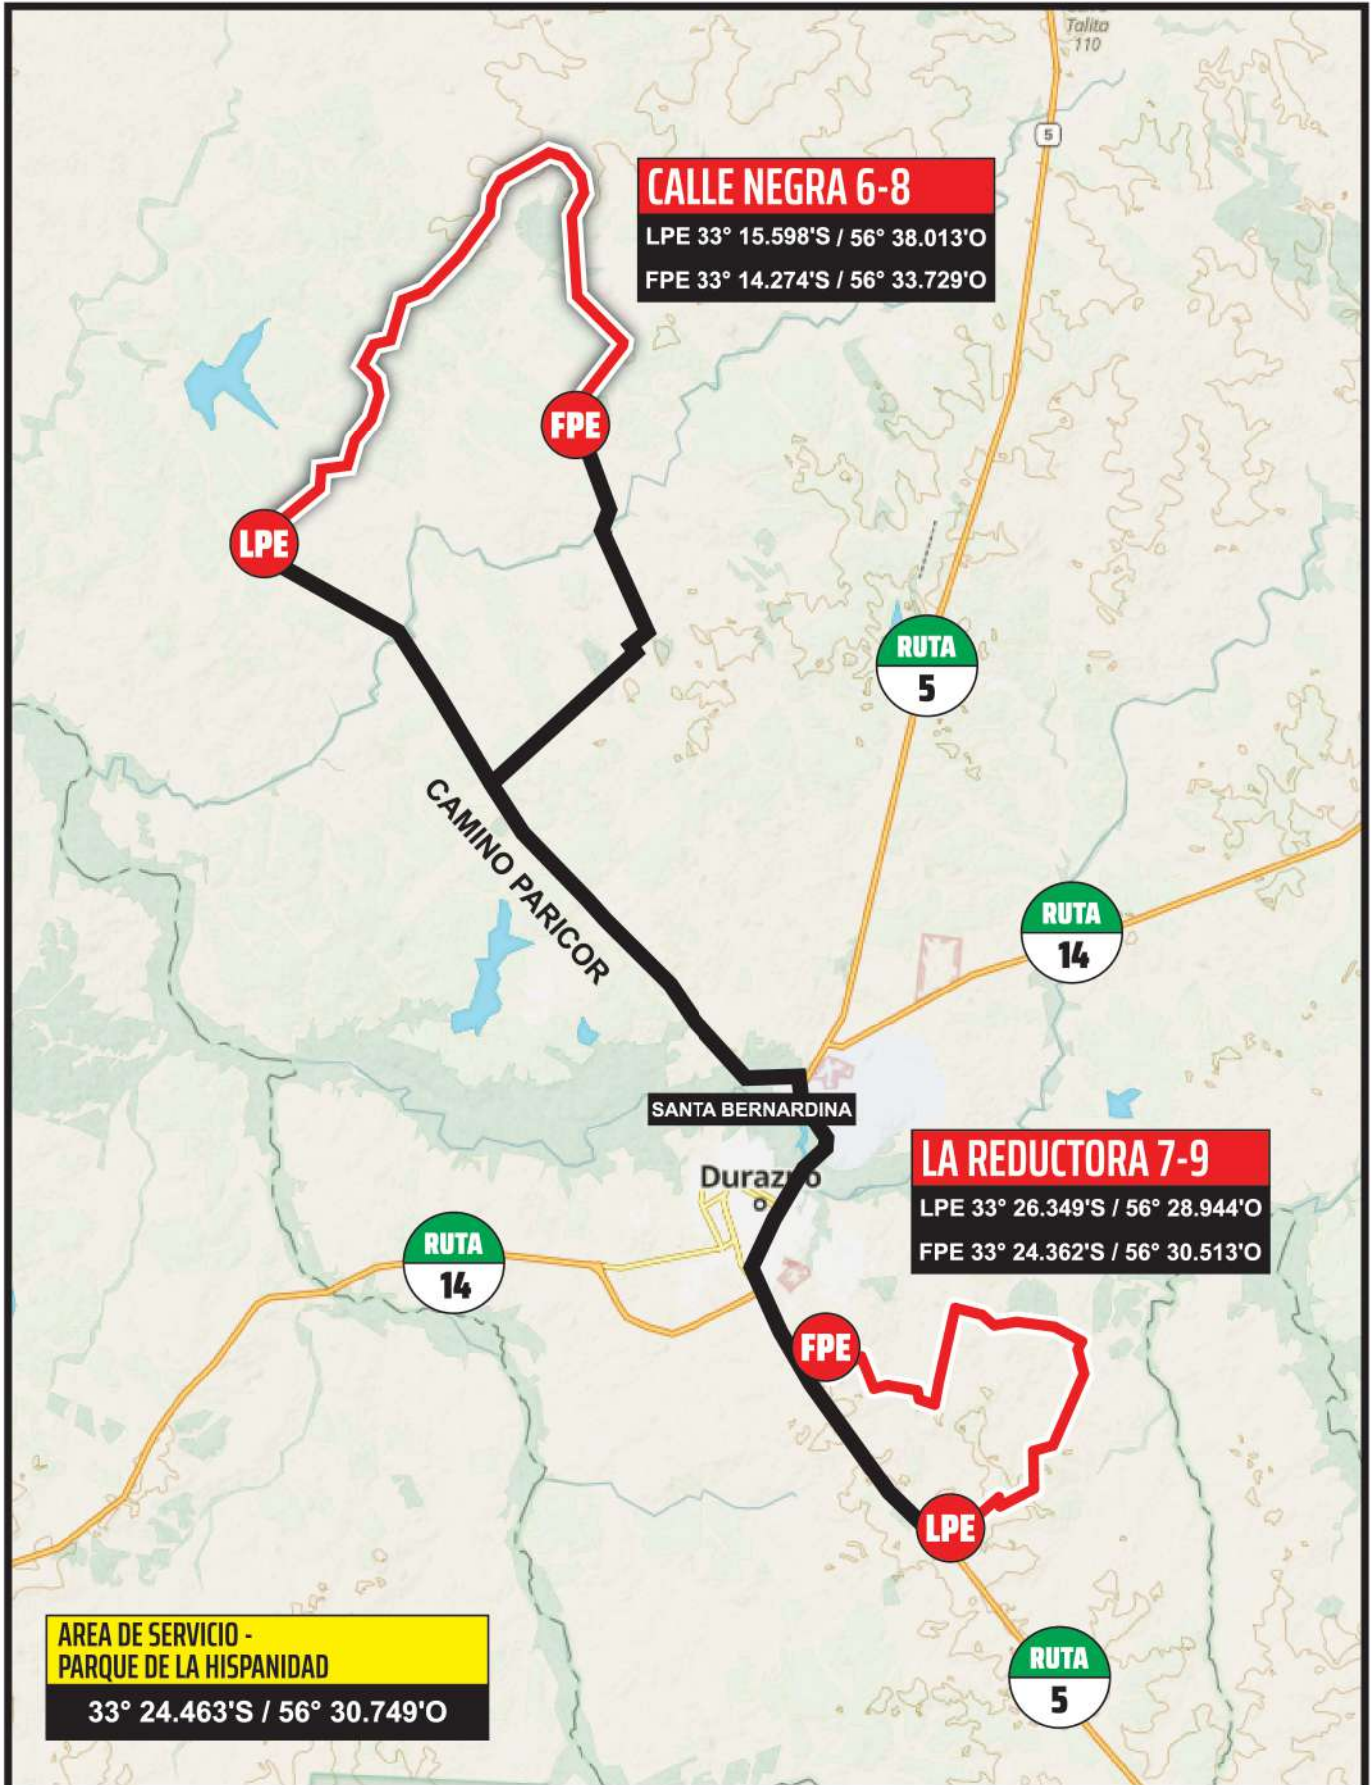 Talita
110
5
CALLE NEGRA 6-8
LPE 33° 15.598'S / 56° 38.013'O
FPE 33° 14.274'S / 56° 33.729'O
FPE
LPE
RUTA
5
CAMINO PARICOR
RUTA
14
SANTA BERNARDINA
LA REDUCTORA 7-9
LPE 33° 26.349'S / 56° 28.944'O
FPE 33° 24.362'S / 56° 30.513'O
RUTA
14
FPE
LPE
AREA DE SERVICIO -
PARQUE DE LA HISPANIDAD
33° 24.463'S / 56° 30.749'O
RUTA
5